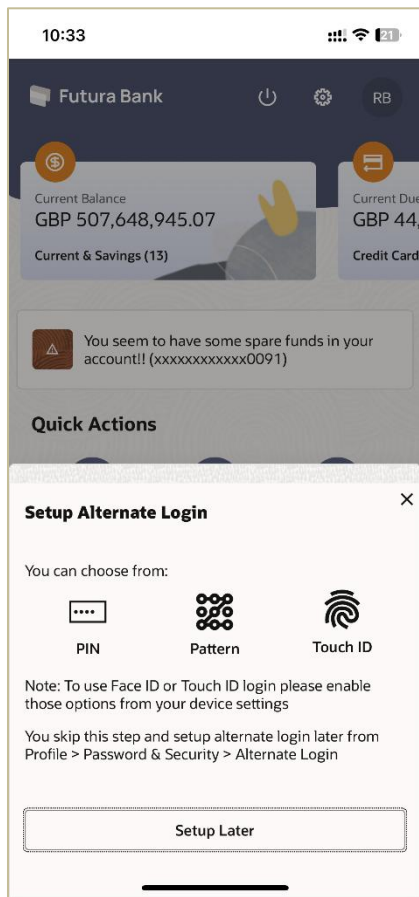 10:33
21
Futura Bank
RB
Current Balance
GBP 507,648,945.07
Current & Savings (13)
Current Due
GBP 44,
Credit Card
You seem to have some spare funds in your
account!! (xxxxxxxxxxxx0091)
Quick Actions
Setup Alternate Login
You can choose from:
PIN
Pattern
Touch ID
Note: To use Face ID or Touch ID login please enable
those options from your device settings
You skip this step and setup alternate login later from
Profile > Password & Security > Alternate Login
Setup Later